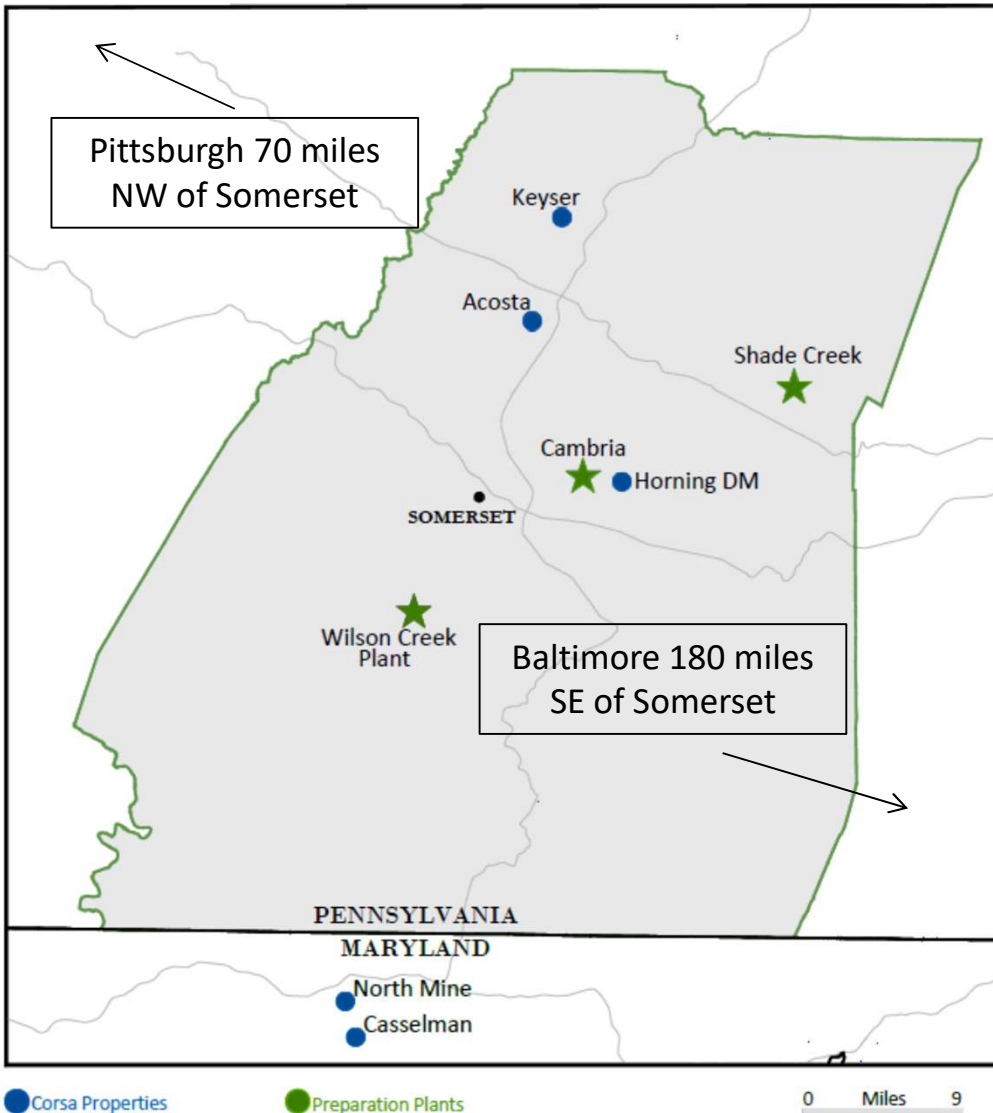 Pittsburgh 70 miles
NW of Somerset
Keyser
Acosta
Shade Creek
Cambria
Horning DM
SOMERSET
Wilson Creek
Plant
Baltimore 180 miles
SE of Somerset
PENNSYLVANIA
MARYLAND
North Mine
Casselman
Corsa Properties
Preparation Plants
0 Miles 9